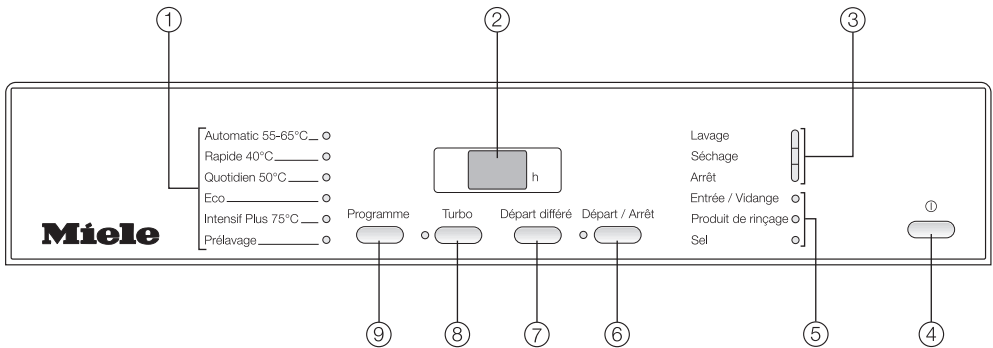 ① ② ③
Automatic 55-65°C
Rapide 40°C
Quotidien 50°C
Eco
Intensif Plus 75°C
Prélavage
Miele
h
Programme
Turbo
Départ différé
Départ / Arrêt
Lavage
Séchage
Arrêt
Entrée / Vidange
Produit de rinçage
Sel
⑨ ⑧ ⑦ ⑥ ⑤ ④